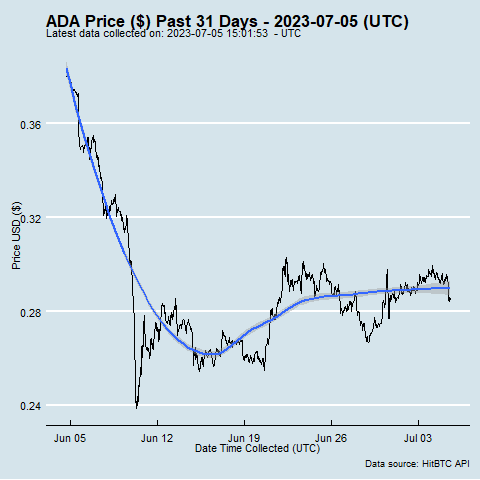 ADA Price ($) Past 31 Days - 2023-07-05 (UTC)
Latest data collected on: 2023-07-05 15:01:53 - UTC
Price USD ($)
0.36
0.32
0.28
0.24
Jun 05 Jun 12 Jun 19 Jun 26 Jul 03
Date Time Collected (UTC)
Data source: HitBTC API